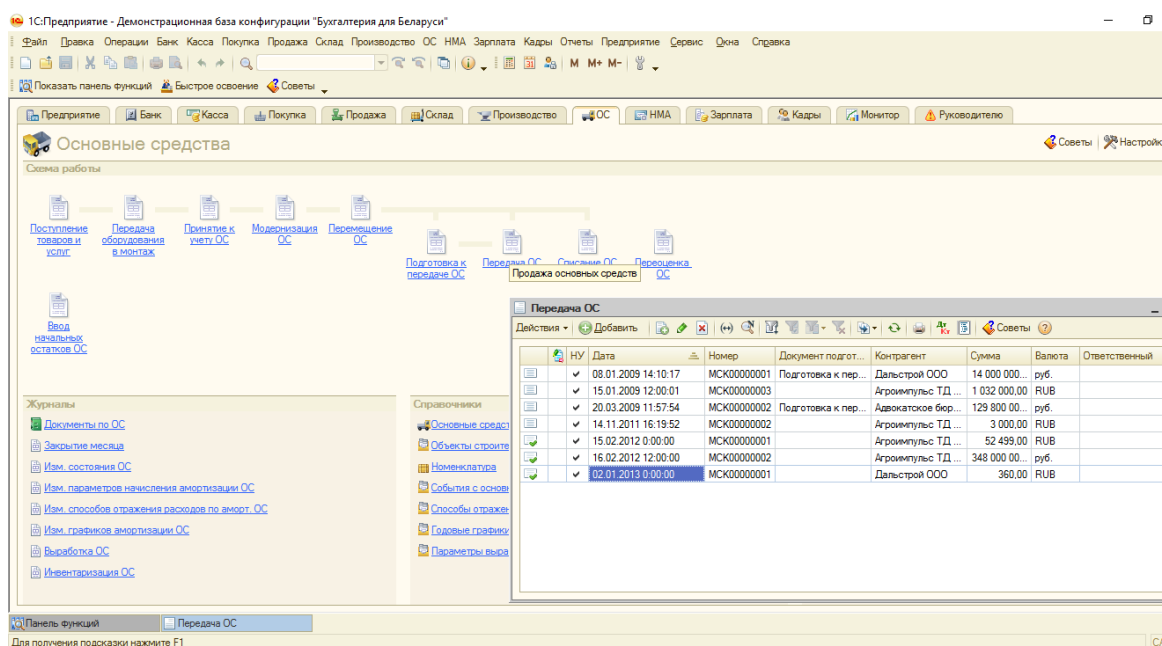 1С:Предприятие - Демонстрационная база конфигурации "Бухгалтерия для Беларуси"
Файл Правка Операции Банк Касса Покупка Продажа Склад Производство ОС НМА Зарплата Кадры Отчеты Предприятие Сервис Окна Справка
M M+ M-
Показать панель функций Быстрое освоение Советы
Предприятие Банк Касса Покупка Продажа Склад Производство ОС НМА Зарплата Кадры Монитор Руководителю
Основные средства
Советы Настройк
Схема работы
Поступление товаров и услуг
Передача оборудования в монтаж
Принятие к учету ОС
Модернизация ОС
Перемещение ОС
Подготовка к передаче ОС
Передача ОС
Списание ОС
Переоценка ОС
Продажа основных средств
Ввод начальных остатков ОС
Журналы
Документы по ОС
Закрытие месяца
Изм. состояния ОС
Изм. параметров начисления амортизации ОС
Изм. способов отражения расходов по аморт. ОС
Изм. графиков амортизации ОС
Выработка ОС
Инвентаризация ОС
Справочники
Основные средст
Объекты строите
Номенклатура
События с основн
Способы отражен
Годовые графики
Параметры выра
Передача ОС
Действия Добавить Советы
НУ Дата Номер Документ подгот... Контрагент Сумма Валюта Ответственный
08.01.2009 14:10:17 МСК00000001 Подготовка к пер... Дальстрой ООО 14 000 000... руб.
15.01.2009 12:00:01 МСК00000003 Агроимпульс ТД ... 1 032 000,00 RUB
20.03.2009 11:57:54 МСК00000002 Подготовка к пер... Адвокатское бюр... 129 800 00... руб.
14.11.2011 16:19:52 МСК00000002 Агроимпульс ТД ... 3 000,00 RUB
15.02.2012 0:00:00 МСК00000001 Агроимпульс ТД ... 52 499,00 RUB
16.02.2012 12:00:00 МСК00000002 Агроимпульс ТД ... 348 000 00... руб.
02.01.2013 0:00:00 МСК00000001 Дальстрой ООО 360,00 RUB
Панель функций Передача ОС
Для получения подсказки нажмите F1